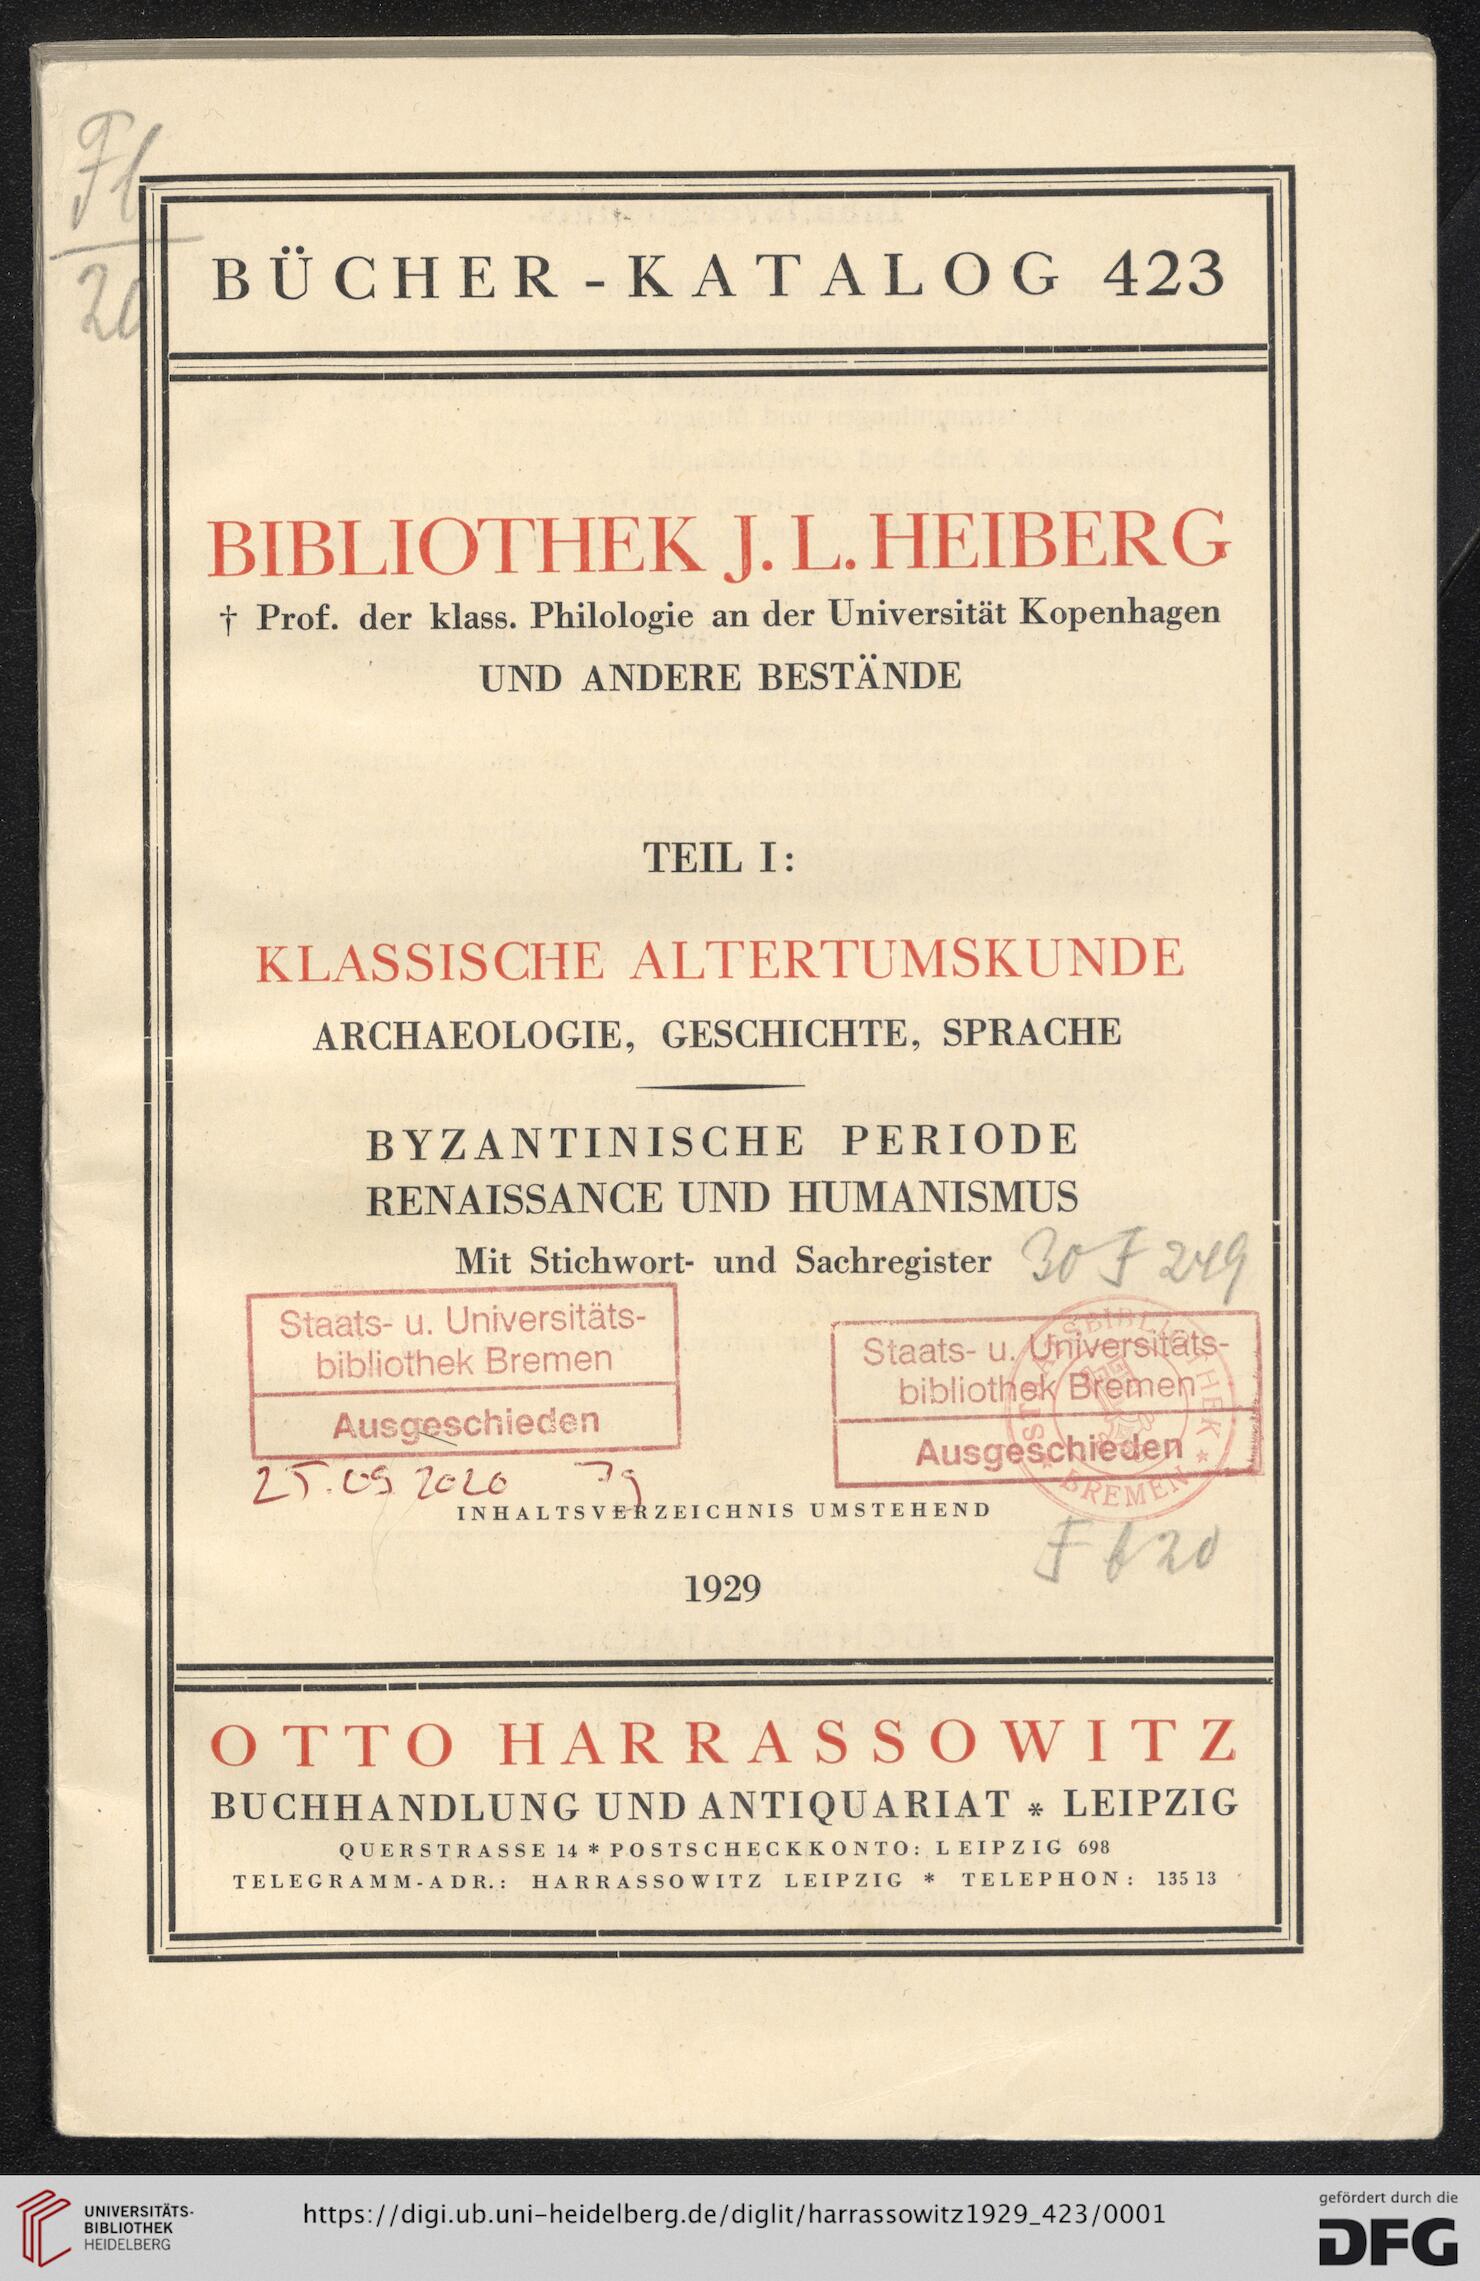 Fb
20
BÜCHER-KATALOG 423
BIBLIOTHEK J. L. HEIBERG
† Prof. der klass. Philologie an der Universität Kopenhagen
UND ANDERE BESTÄNDE
TEIL I:
KLASSISCHE ALTERTUMSKUNDE
ARCHAEOLOGIE, GESCHICHTE, SPRACHE
BYZANTINISCHE PERIODE
RENAISSANCE UND HUMANISMUS
Mit Stichwort- und Sachregister
30 F 249
Staats- u. Universitäts-
bibliothek Bremen
Ausgeschieden
25.09 2020
Staats- u. Universitäts-
bibliothek Bremen
Ausgeschieden
BREMEN
INHALTSVERZEICHNIS UMSTEHEND
F b 20
1929
OTTO HARRASSOWITZ
BUCHHANDLUNG UND ANTIQUARIAT * LEIPZIG
QUERSTRASSE 14 * POSTSCHECKKONTO: LEIPZIG 698
TELEGRAMM-ADR.: HARRASSOWITZ LEIPZIG * TELEPHON: 135 13
UNIVERSITÄTS-
BIBLIOTHEK
HEIDELBERG
https://digi.ub.uni-heidelberg.de/diglit/harrassowitz1929_423/0001
gefördert durch die
DFG